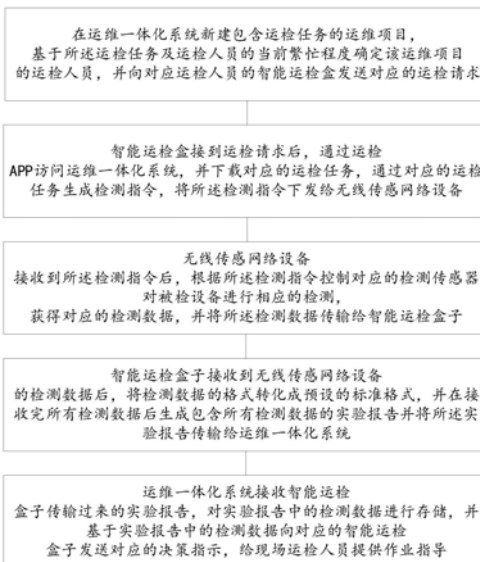 在运维一体化系统新建包含运检任务的运维项目，
基于所述运检任务及运检人员的当前繁忙程度确定该运维项目
的运检人员，并向对应运检人员的智能运检盒发送对应的运检请求
智能运检盒接到运检请求后，通过运检
APP访问运维一体化系统，并下载对应的运检任务，通过对应的运检
任务生成检测指令，将所述检测指令下发给无线传感网络设备
无线传感网络设备
接收到所述检测指令后，根据所述检测指令控制对应的检测传感器
对被检设备进行相应的检测，
获得对应的检测数据，并将所述检测数据传输给智能运检盒子
智能运检盒子接收到无线传感网络设备
的检测数据后，将检测数据的格式转化成预设的标准格式，并在接
收完所有检测数据后生成包含所有检测数据的实验报告并将所述实
验报告传输给运维一体化系统
运维一体化系统接收智能运检
盒子传输过来的实验报告，对实验报告中的检测数据进行存储，并
基于实验报告中的检测数据向对应的智能运检
盒子发送对应的决策指示，给现场运检人员提供作业指导